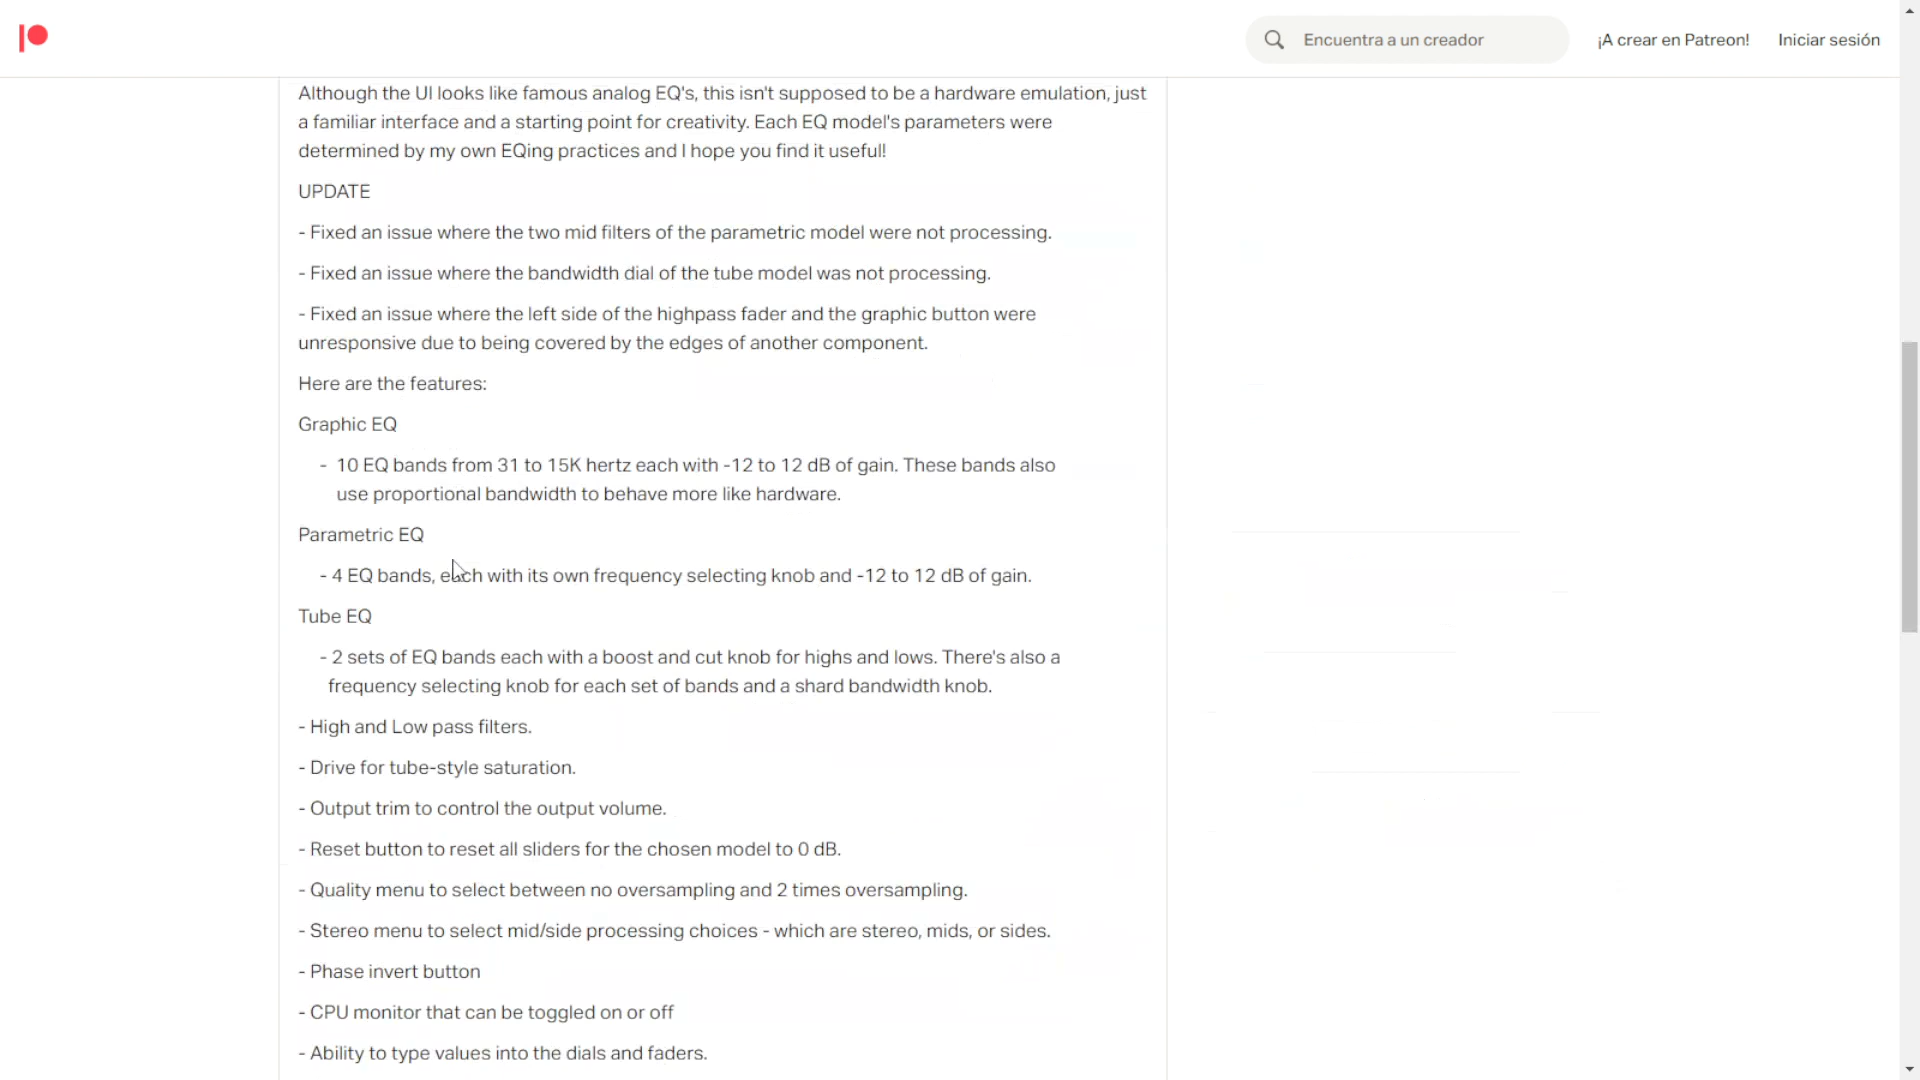 Encuentra a un creador
¡A crear en Patreon!
Iniciar sesión
Although the UI looks like famous analog EQ's, this isn't supposed to be a hardware emulation, just
a familiar interface and a starting point for creativity. Each EQ model's parameters were
determined by my own EQing practices and I hope you find it useful!
UPDATE
- Fixed an issue where the two mid filters of the parametric model were not processing.
- Fixed an issue where the bandwidth dial of the tube model was not processing.
- Fixed an issue where the left side of the highpass fader and the graphic button were
unresponsive due to being covered by the edges of another component.
Here are the features:
Graphic EQ
- 10 EQ bands from 31 to 15K hertz each with -12 to 12 dB of gain. These bands also
use proportional bandwidth to behave more like hardware.
Parametric EQ
- 4 EQ bands, each with its own frequency selecting knob and -12 to 12 dB of gain.
Tube EQ
- 2 sets of EQ bands each with a boost and cut knob for highs and lows. There's also a
frequency selecting knob for each set of bands and a shard bandwidth knob.
- High and Low pass filters.
- Drive for tube-style saturation.
- Output trim to control the output volume.
- Reset button to reset all sliders for the chosen model to 0 dB.
- Quality menu to select between no oversampling and 2 times oversampling.
- Stereo menu to select mid/side processing choices - which are stereo, mids, or sides.
- Phase invert button
- CPU monitor that can be toggled on or off
- Ability to type values into the dials and faders.